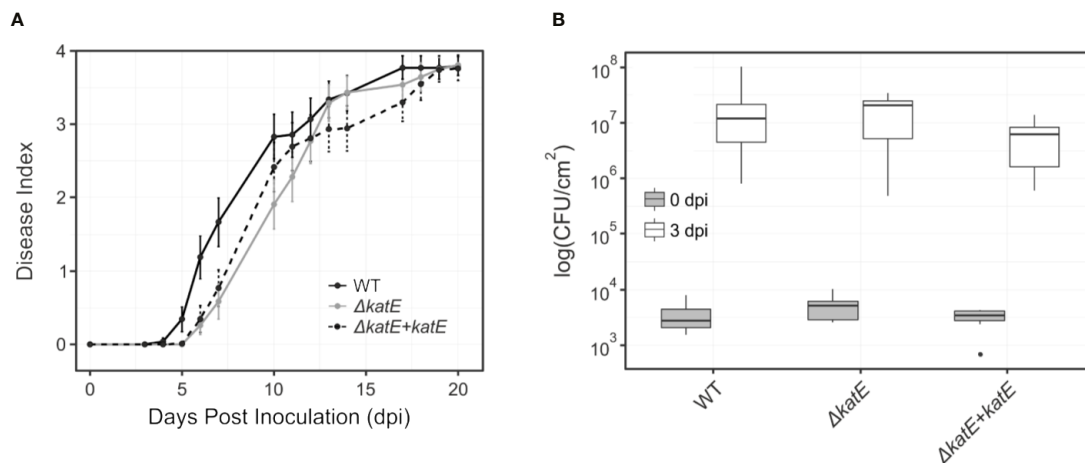 A
Disease Index
4
3
2
1
0
WT
ΔkatE
ΔkatE+katE
0
5
10
15
20
Days Post Inoculation (dpi)
B
log(CFU/cm²)
10⁸
10⁷
10⁶
10⁵
10⁴
10³
0 dpi
3 dpi
WT
ΔkatE
ΔkatE+katE